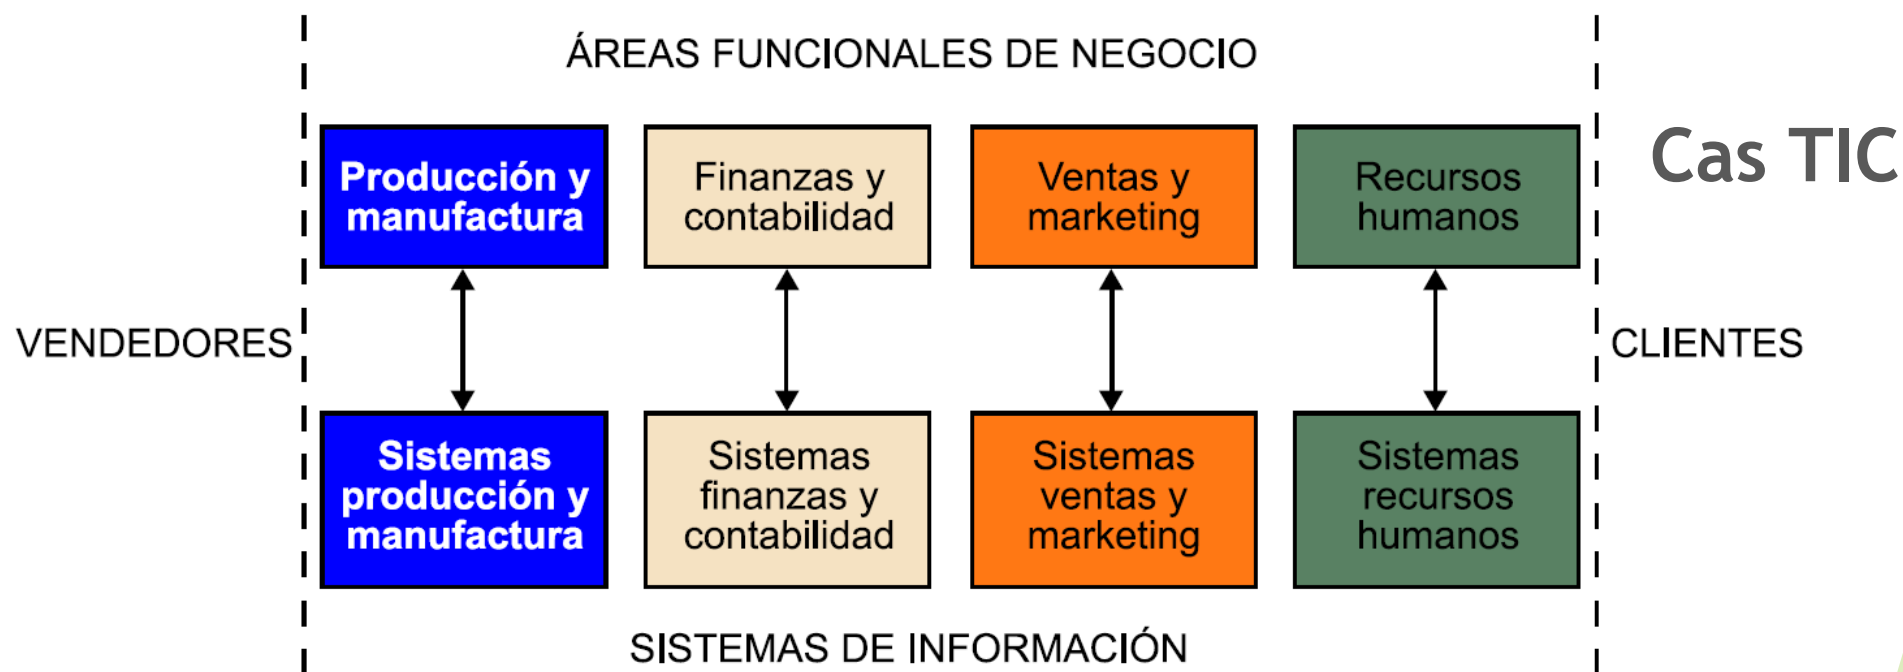 ÁREAS FUNCIONALES DE NEGOCIO
Cas TIC
Producción y
manufactura
Finanzas y
contabilidad
Ventas y
marketing
Recursos
humanos
VENDEDORES
CLIENTES
Sistemas
producción y
manufactura
Sistemas
finanzas y
contabilidad
Sistemas
ventas y
marketing
Sistemas
recursos
humanos
SISTEMAS DE INFORMACIÓN